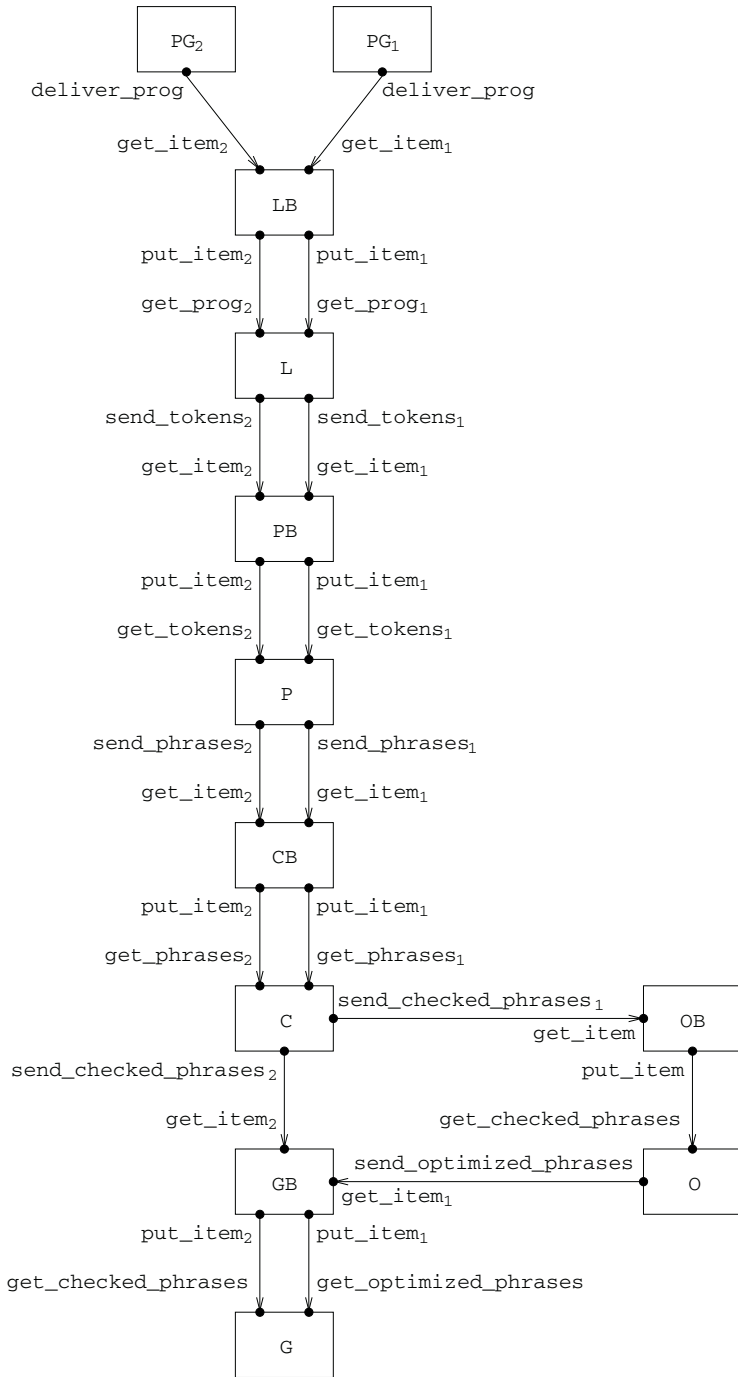 PG2 PG1
deliver_prog deliver_prog
get_item2 get_item1
LB
put_item2 put_item1
get_prog2 get_prog1
L
send_tokens2 send_tokens1
get_item2 get_item1
PB
put_item2 put_item1
get_tokens2 get_tokens1
P
send_phrases2 send_phrases1
get_item2 get_item1
CB
put_item2 put_item1
get_phrases2 get_phrases1
send_checked_phrases1
C OB
get_item
send_checked_phrases2 put_item
get_item2 get_checked_phrases
send_optimized_phrases
GB O
get_item1
put_item2 put_item1
get_checked_phrases get_optimized_phrases
G